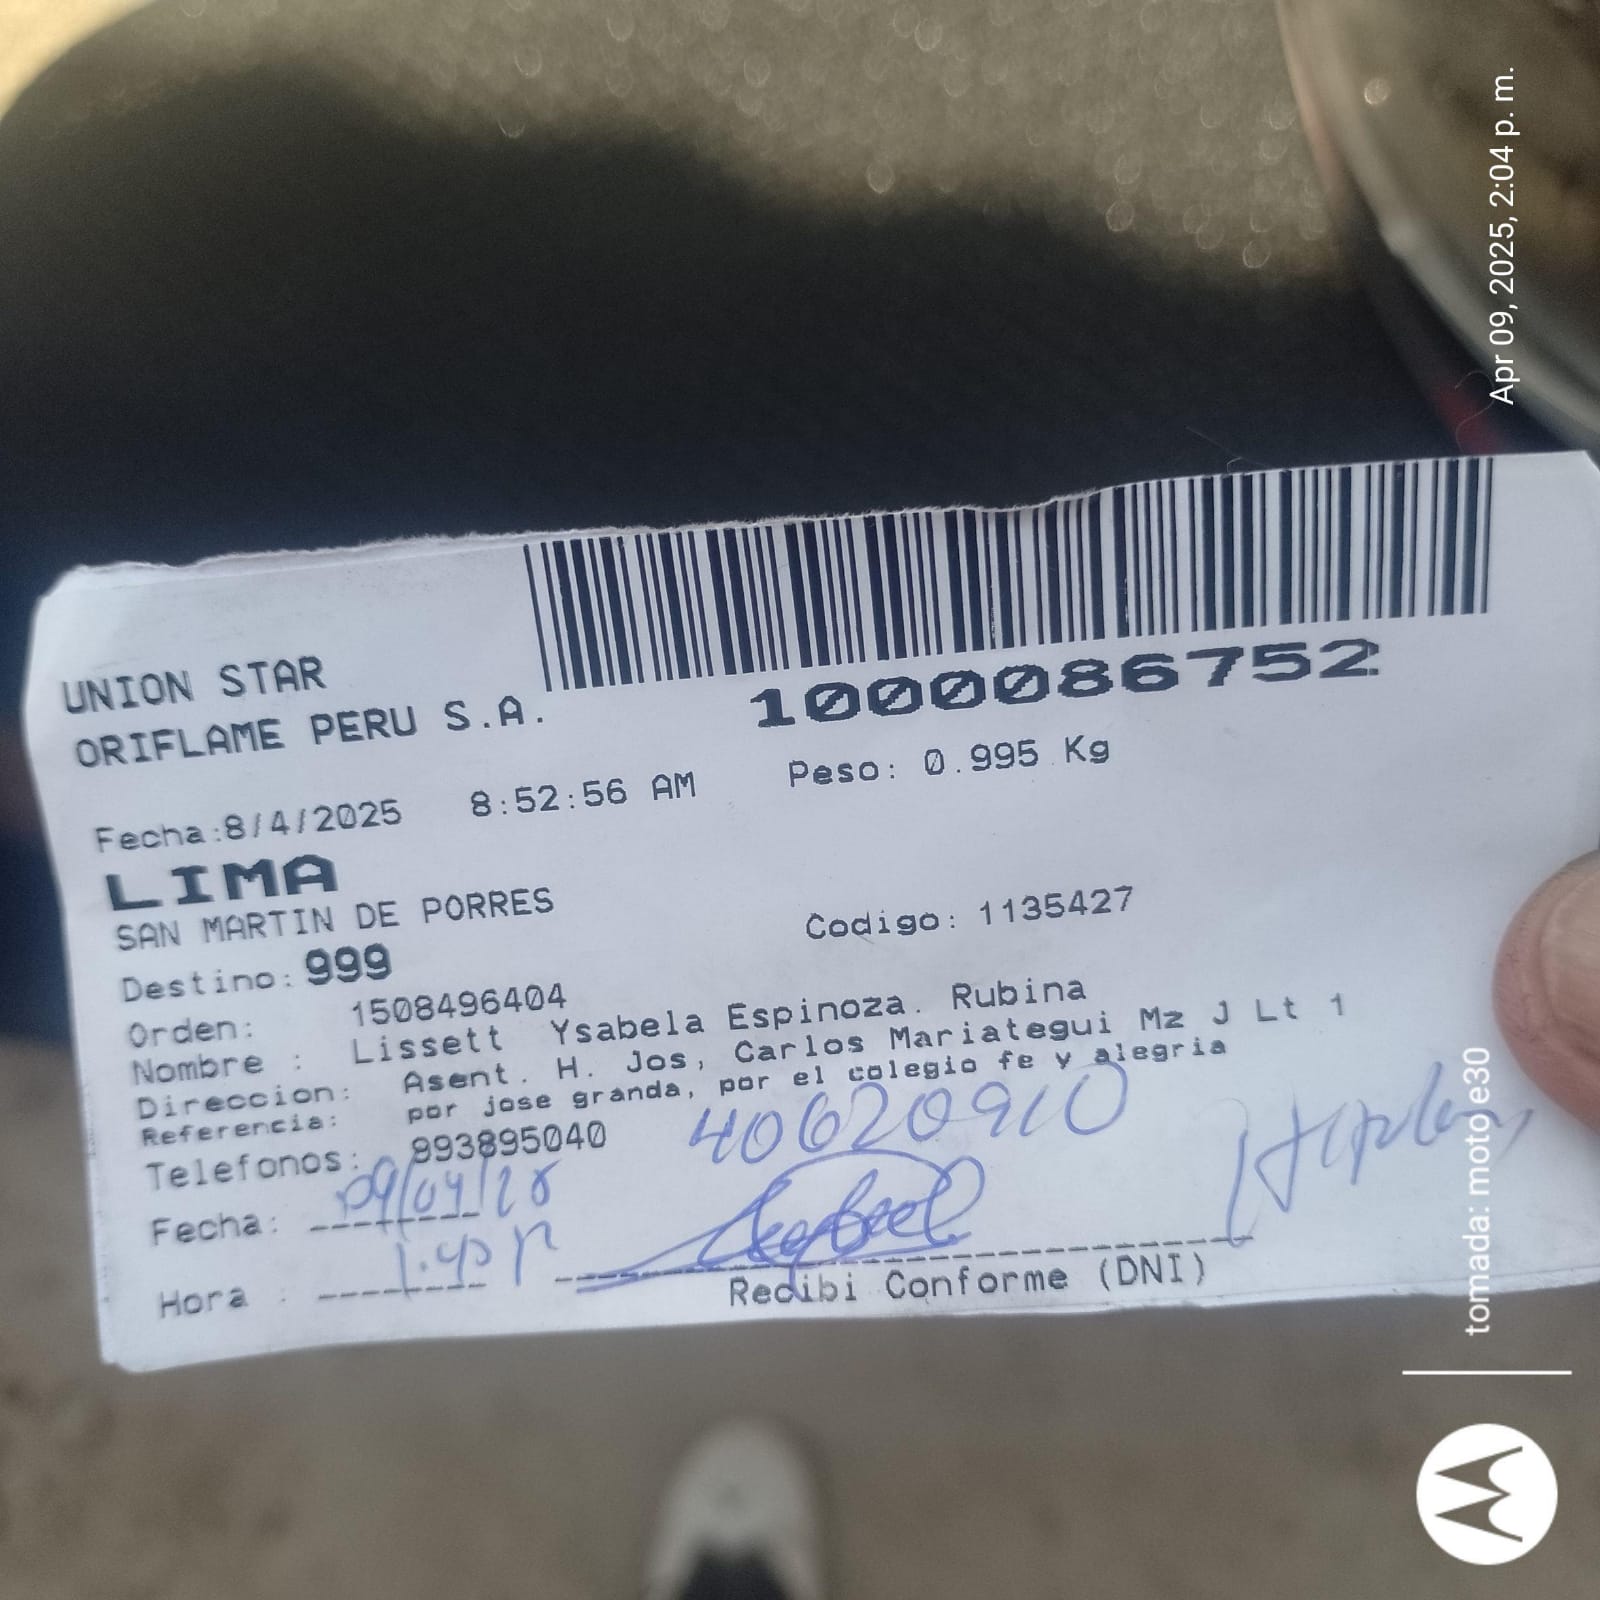 UNION STAR
ORIFLAME PERU S.A.
1000086752
Fecha:8/4/2025 8:52:56 AM Peso: 0.995 Kg
LIMA
SAN MARTIN DE PORRES
Codigo: 1135427
Destino: 999
Orden: 1508496404
Nombre : Lissett Ysabela Espinoza. Rubina
Direccion: Asent. H. Jos, Carlos Mariategui Mz J Lt 1
Referencia: por jose granda, por el colegio fe y alegria
Telefonos: 993895040
40620910
Fecha: 09/04/25
Hora : 1.40 P
Recibi Conforme (DNI)
Apr 09, 2025, 2:04 p. m.
tomada: moto e30